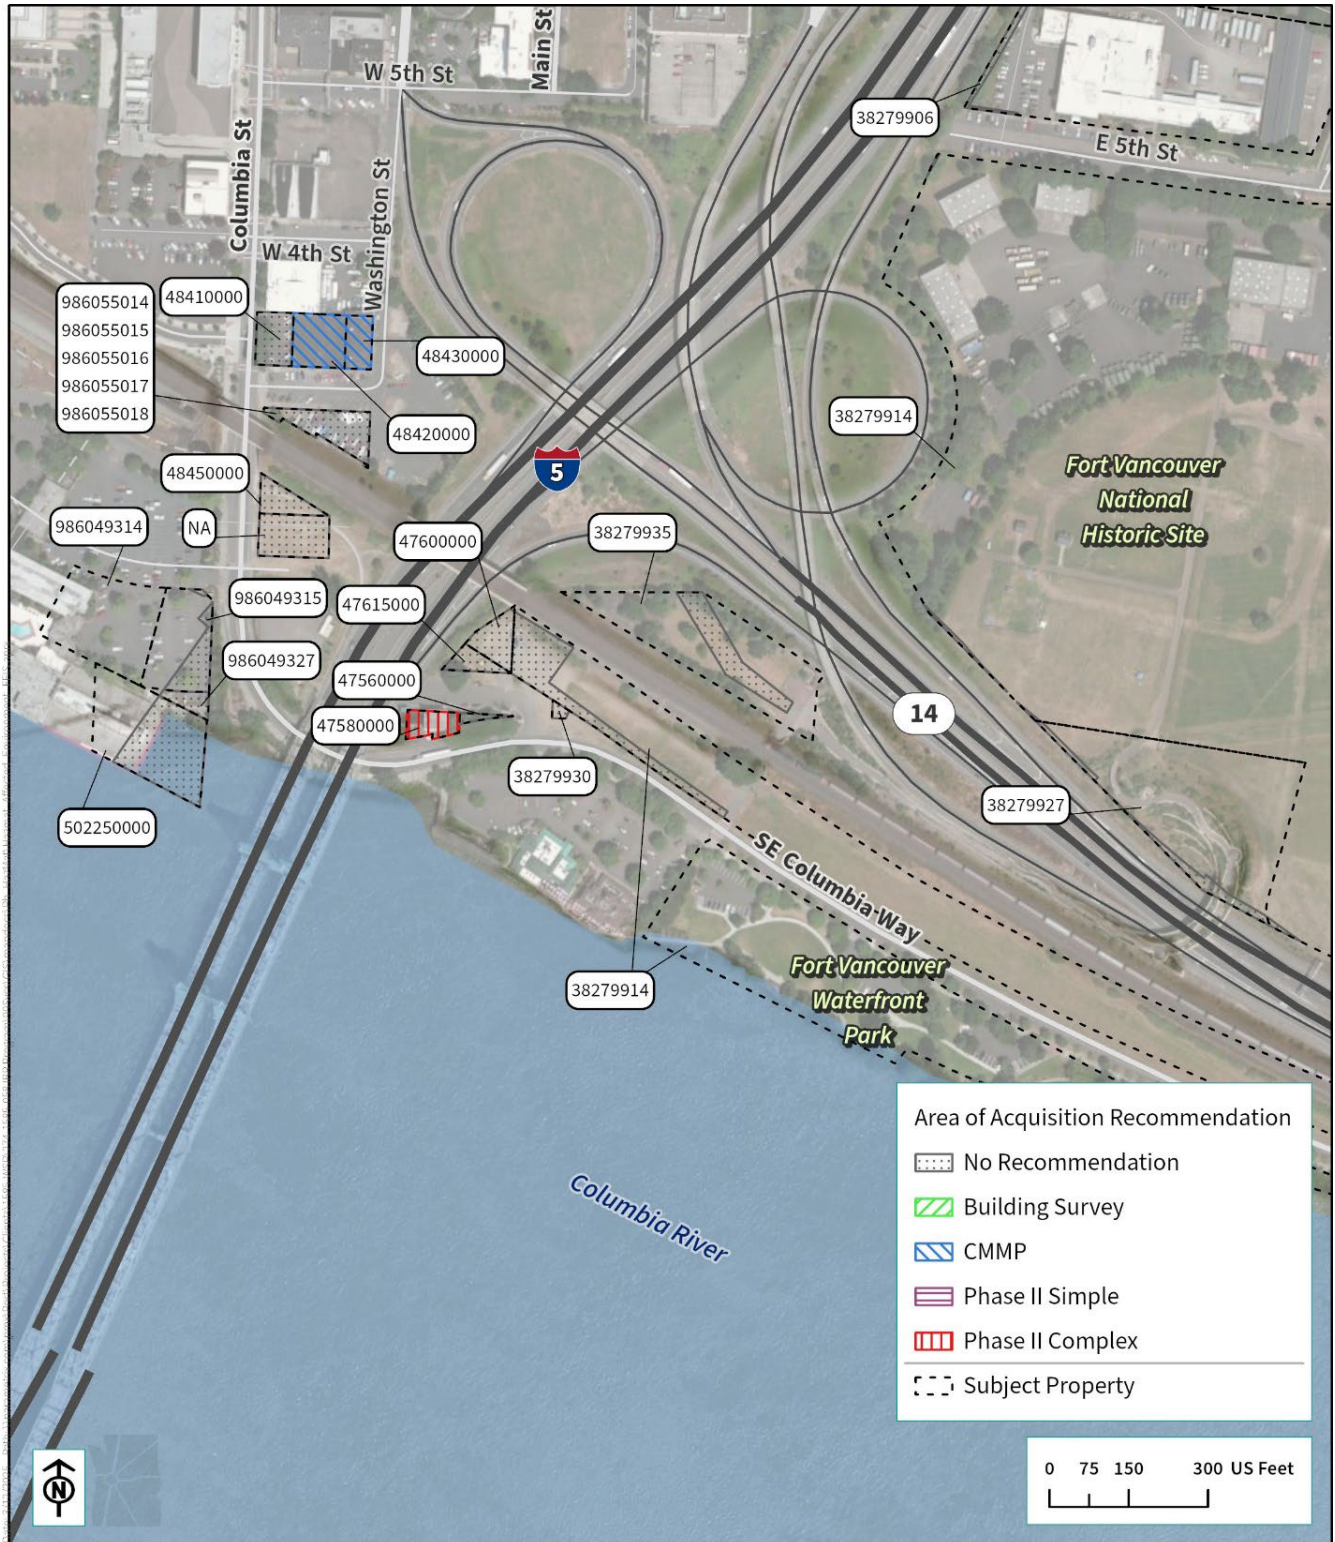 W 5th St
Main St
38279906
E 5th St
Columbia St
Washington St
W 4th St
986055014
986055015
986055016
986055017
986055018
48410000
48430000
48420000
38279914
5
Fort Vancouver
National
Historic Site
48450000
986049314
NA
47600000
38279935
986049315
47615000
986049327
47560000
47580000
14
38279930
38279927
502250000
SE Columbia Way
38279914
Fort Vancouver
Waterfront
Park
Columbia River
Area of Acquisition Recommendation
No Recommendation
Building Survey
CMMP
Phase II Simple
Phase II Complex
Subject Property
N
0 75 150 300 US Feet